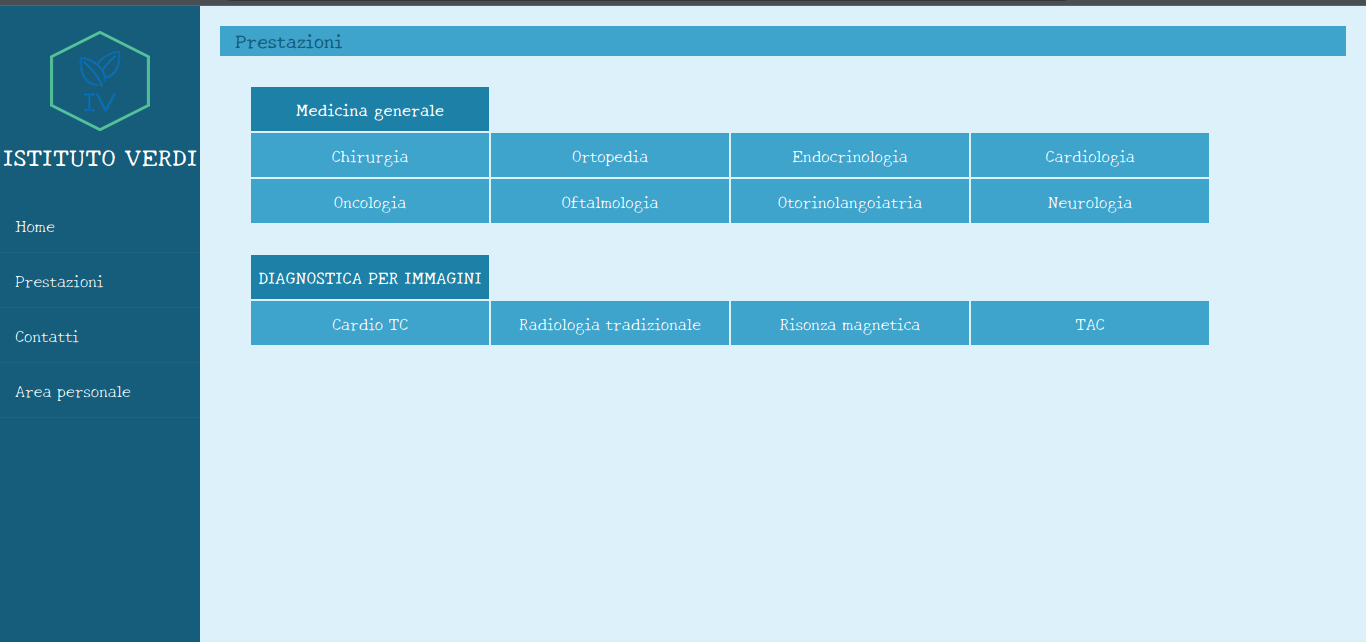 IV
ISTITUTO VERDI
Home
Prestazioni
Contatti
Area personale
Prestazioni
Medicina generale
Chirurgia Ortopedia Endocrinologia Cardiologia
Oncologia Oftalmologia Otorinolangoiatria Neurologia
DIAGNOSTICA PER IMMAGINI
Cardio TC Radiologia tradizionale Risonza magnetica TAC